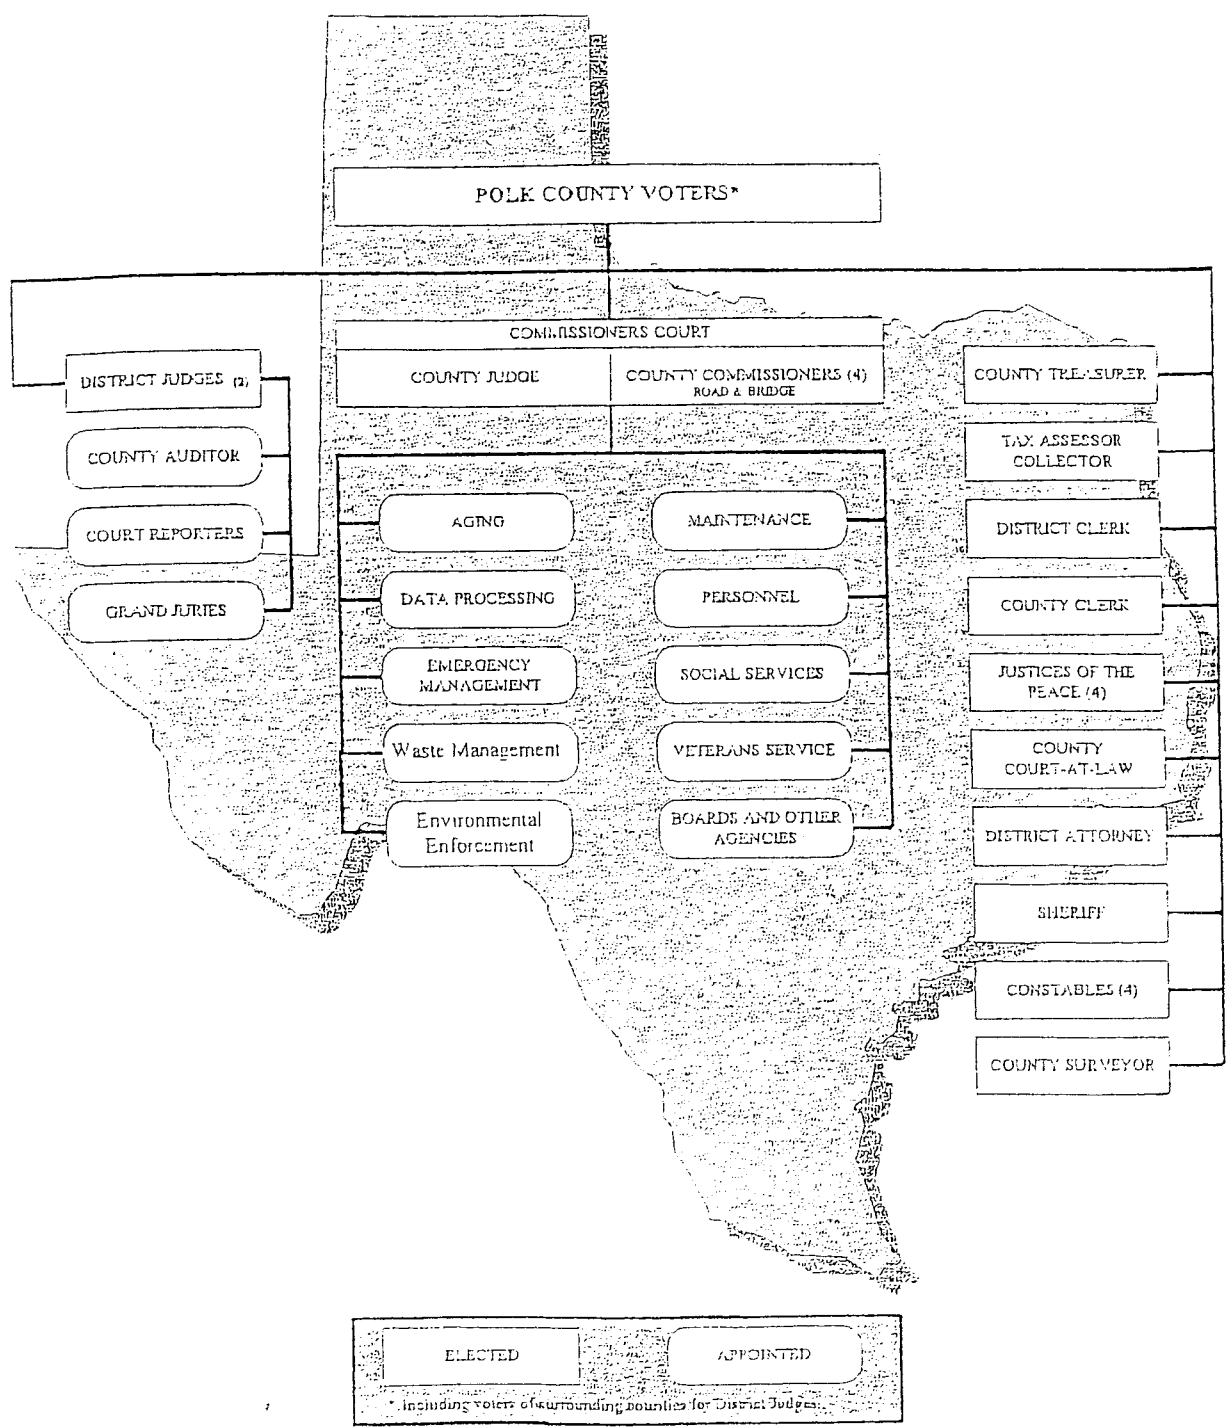 POLK COUNTY VOTERS*
COMMISSIONERS COURT
COUNTY JUDGE
COUNTY COMMISSIONERS (4)
ROAD & BRIDGE
DISTRICT JUDGES (2)
COUNTY AUDITOR
COURT REPORTERS
GRAND JURIES
AGING
DATA PROCESSING
EMERGENCY
MANAGEMENT
Waste Management
Environmental
Enforcement
MAINTENANCE
PERSONNEL
SOCIAL SERVICES
VETERANS SERVICE
BOARDS AND OTHER
AGENCIES
COUNTY TREASURER
TAX ASSESSOR
COLLECTOR
DISTRICT CLERK
COUNTY CLERK
JUSTICES OF THE
PEACE (4)
COUNTY
COURT-AT-LAW
DISTRICT ATTORNEY
SHERIFF
CONSTABLES (4)
COUNTY SURVEYOR
ELECTED
APPOINTED
*. Including voters of surrounding counties for District Judges.